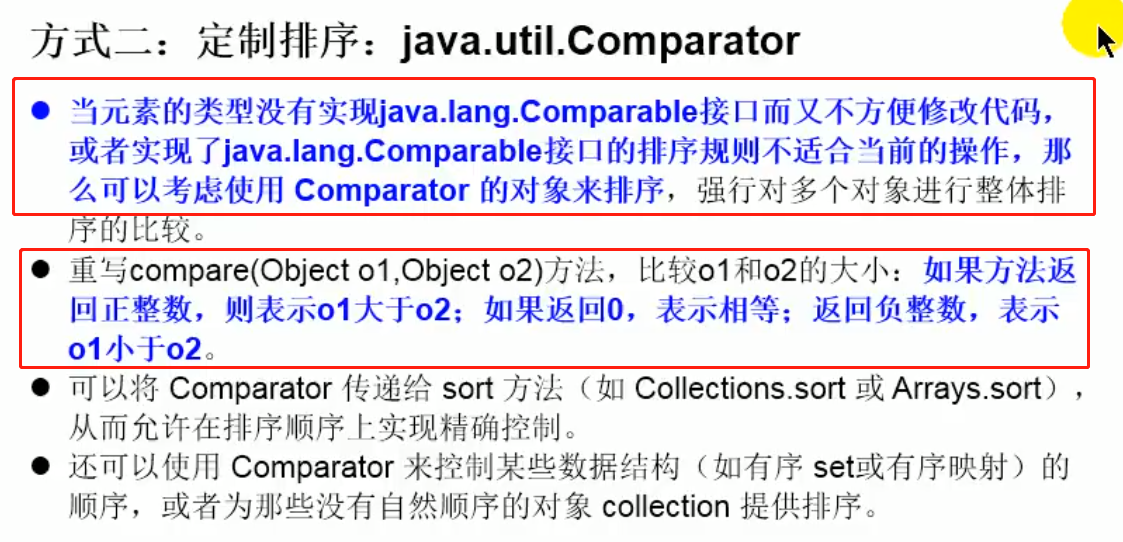 方式二：定制排序：java.util.Comparator
● 当元素的类型没有实现java.lang.Comparable接口而又不方便修改代码，
或者实现了java.lang.Comparable接口的排序规则不适合当前的操作，那
么可以考虑使用 Comparator 的对象来排序，强行对多个对象进行整体排
序的比较。
● 重写compare(Object o1,Object o2)方法，比较o1和o2的大小：如果方法返
回正整数，则表示o1大于o2；如果返回0，表示相等；返回负整数，表示
o1小于o2。
● 可以将 Comparator 传递给 sort 方法（如 Collections.sort 或 Arrays.sort），
从而允许在排序顺序上实现精确控制。
● 还可以使用 Comparator 来控制某些数据结构（如有序 set或有序映射）的
顺序，或者为那些没有自然顺序的对象 collection 提供排序。